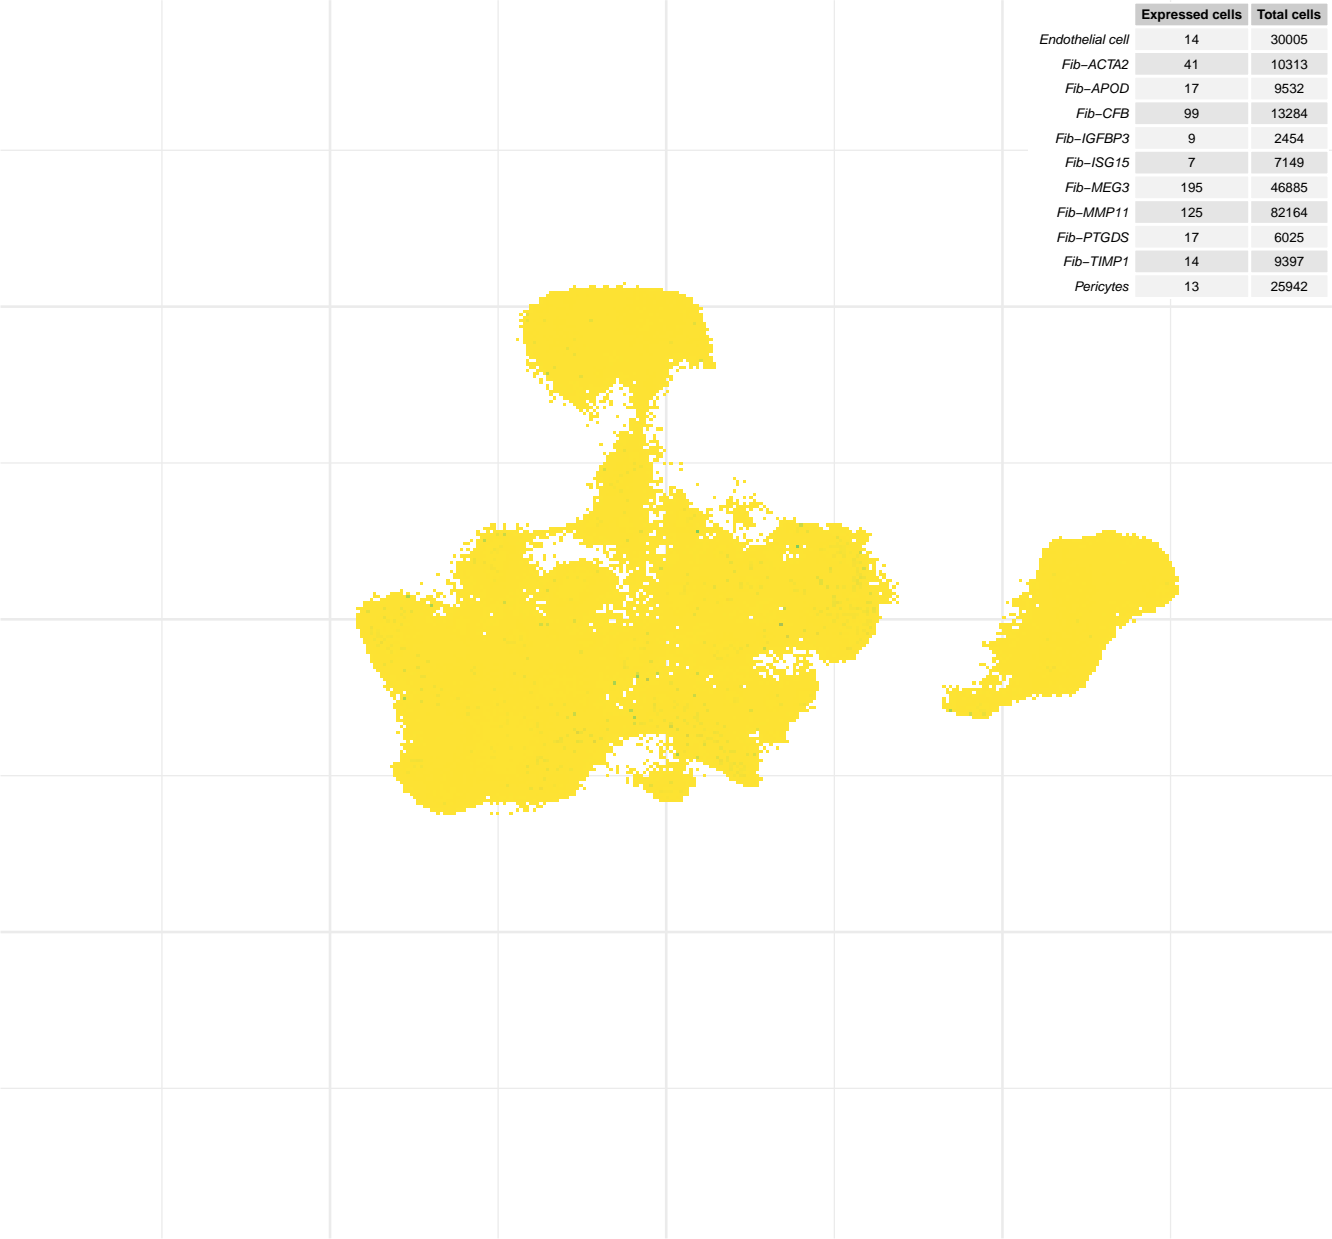 Expressed cells Total cells
Endothelial cell 14 30005
Fib−ACTA2 41 10313
Fib−APOD 17 9532
Fib−CFB 99 13284
Fib−IGFBP3 9 2454
Fib−ISG15 7 7149
Fib−MEG3 195 46885
Fib−MMP11 125 82164
Fib−PTGDS 17 6025
Fib−TIMP1 14 9397
Pericytes 13 25942